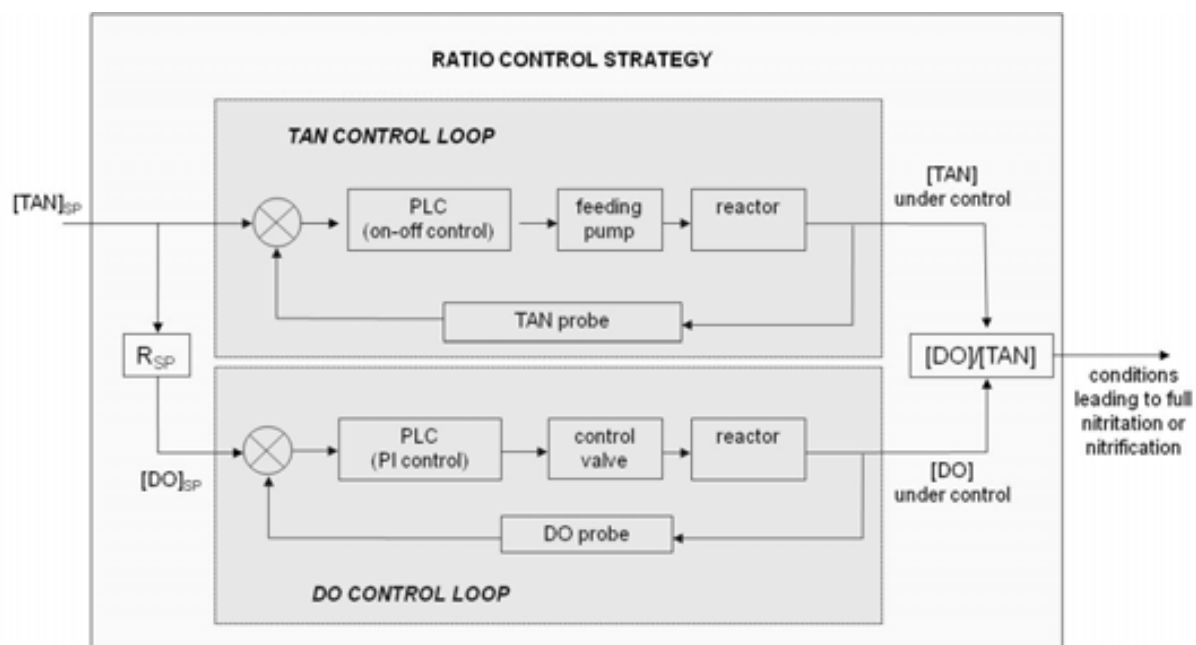 RATIO CONTROL STRATEGY
TAN CONTROL LOOP
[TAN]SP
PLC
(on-off control)
feeding
pump
reactor
[TAN]
under control
TAN probe
RSP
[DO]/[TAN]
conditions
leading to full
nitritation or
nitrification
PLC
(PI control)
control
valve
reactor
[DO]SP
[DO]
under control
DO probe
DO CONTROL LOOP